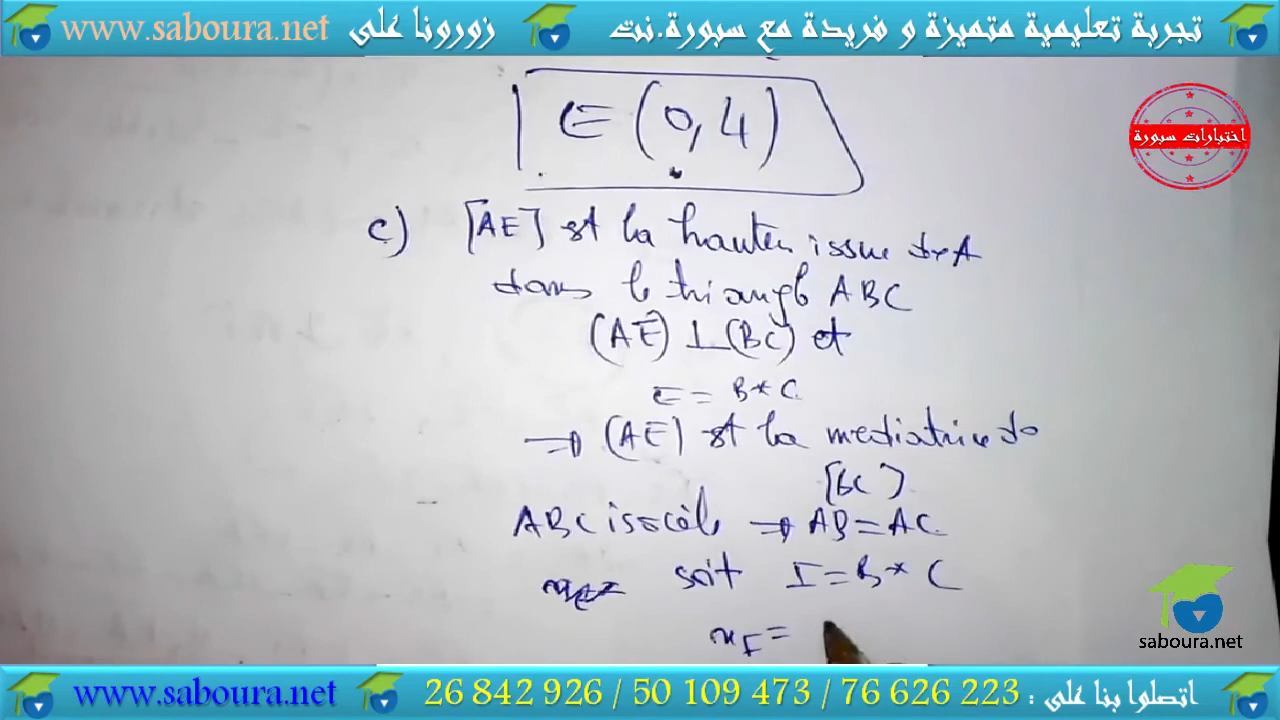 تجربة تعليمية متميزة و فريدة مع سبورة.نت زورونا على www.saboura.net
E(0,4)
اختبارات سبورة
c) [AE] est la hauteu issue de A
dans le triangle ABC
(AE) ⊥ (BC) et
E = B * C
⇒ (AE) est la mediatrice de
[BC].
ABC isocèle ⇒ AB = AC.
soit I = B * C
x_I =
saboura.net
اتصلوا بنا على : 26 842 926 / 50 109 473 / 76 626 223 www.saboura.net